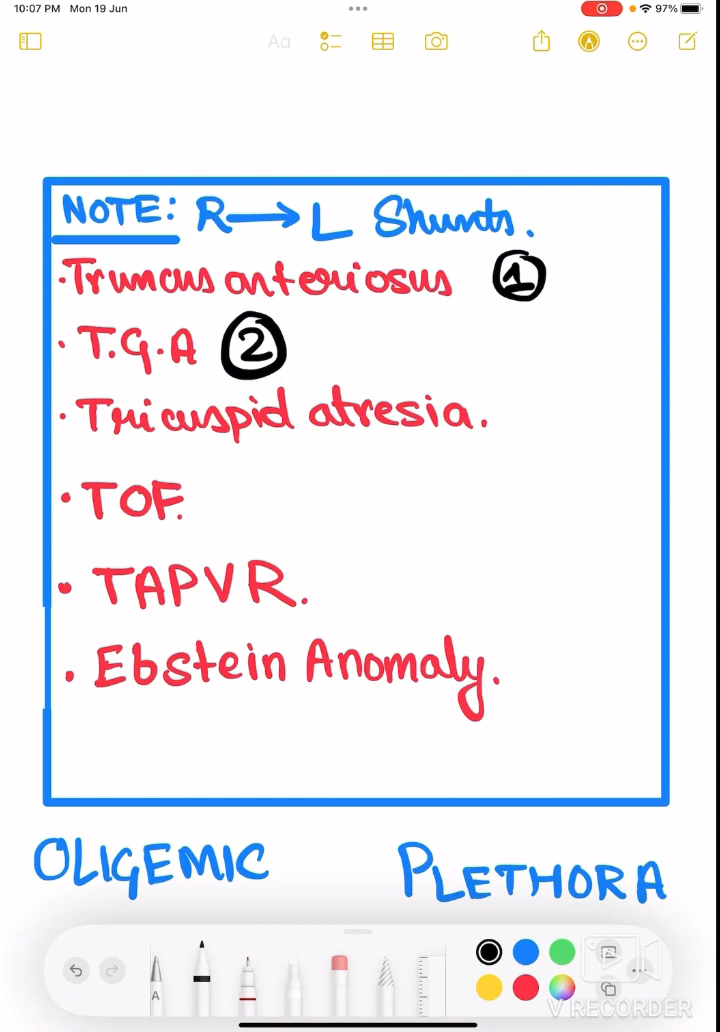 10:07 PM Mon 19 Jun 97%
Aa
NOTE: R → L Shunts.
• Truncus arteriosus 1
• T.G.A 2
• Tricuspid atresia.
• TOF.
• TAPVR.
• Ebstein Anomaly.
OLIGEMIC PLETHORA
A
V RECORDER